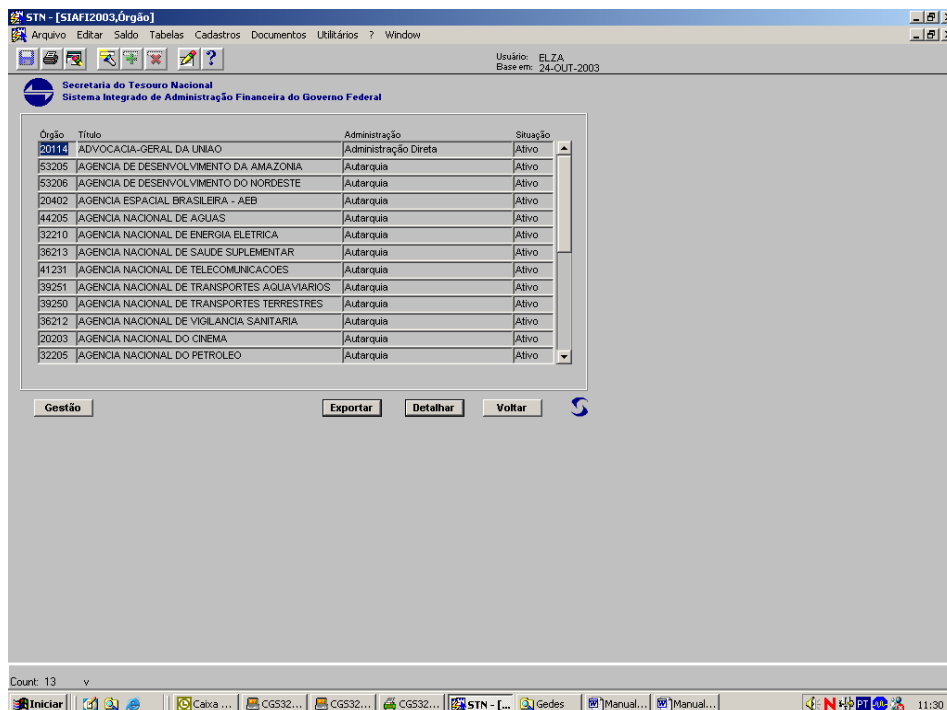 STN - [SIAFI2003,Órgão]
Arquivo Editar Saldo Tabelas Cadastros Documentos Utilitários ? Window
Usuário: ELZA
Base em: 24-OUT-2003
Secretaria do Tesouro Nacional
Sistema Integrado de Administração Financeira do Governo Federal
Órgão Título Administração Situação
20114 ADVOCACIA-GERAL DA UNIAO Administração Direta Ativo
53205 AGENCIA DE DESENVOLVIMENTO DA AMAZONIA Autarquia Ativo
53206 AGENCIA DE DESENVOLVIMENTO DO NORDESTE Autarquia Ativo
20402 AGENCIA ESPACIAL BRASILEIRA - AEB Autarquia Ativo
44205 AGENCIA NACIONAL DE AGUAS Autarquia Ativo
32210 AGENCIA NACIONAL DE ENERGIA ELETRICA Autarquia Ativo
36213 AGENCIA NACIONAL DE SAUDE SUPLEMENTAR Autarquia Ativo
41231 AGENCIA NACIONAL DE TELECOMUNICACOES Autarquia Ativo
39251 AGENCIA NACIONAL DE TRANSPORTES AQUAVIARIOS Autarquia Ativo
39250 AGENCIA NACIONAL DE TRANSPORTES TERRESTRES Autarquia Ativo
36212 AGENCIA NACIONAL DE VIGILANCIA SANITARIA Autarquia Ativo
20203 AGENCIA NACIONAL DO CINEMA Autarquia Ativo
32205 AGENCIA NACIONAL DO PETROLEO Autarquia Ativo
Gestão Exportar Detalhar Voltar
Count: 13 v
Iniciar Caixa ... CGS32... CGS32... CGS32... STN - [... Gedes Manual... Manual... PT 11:30